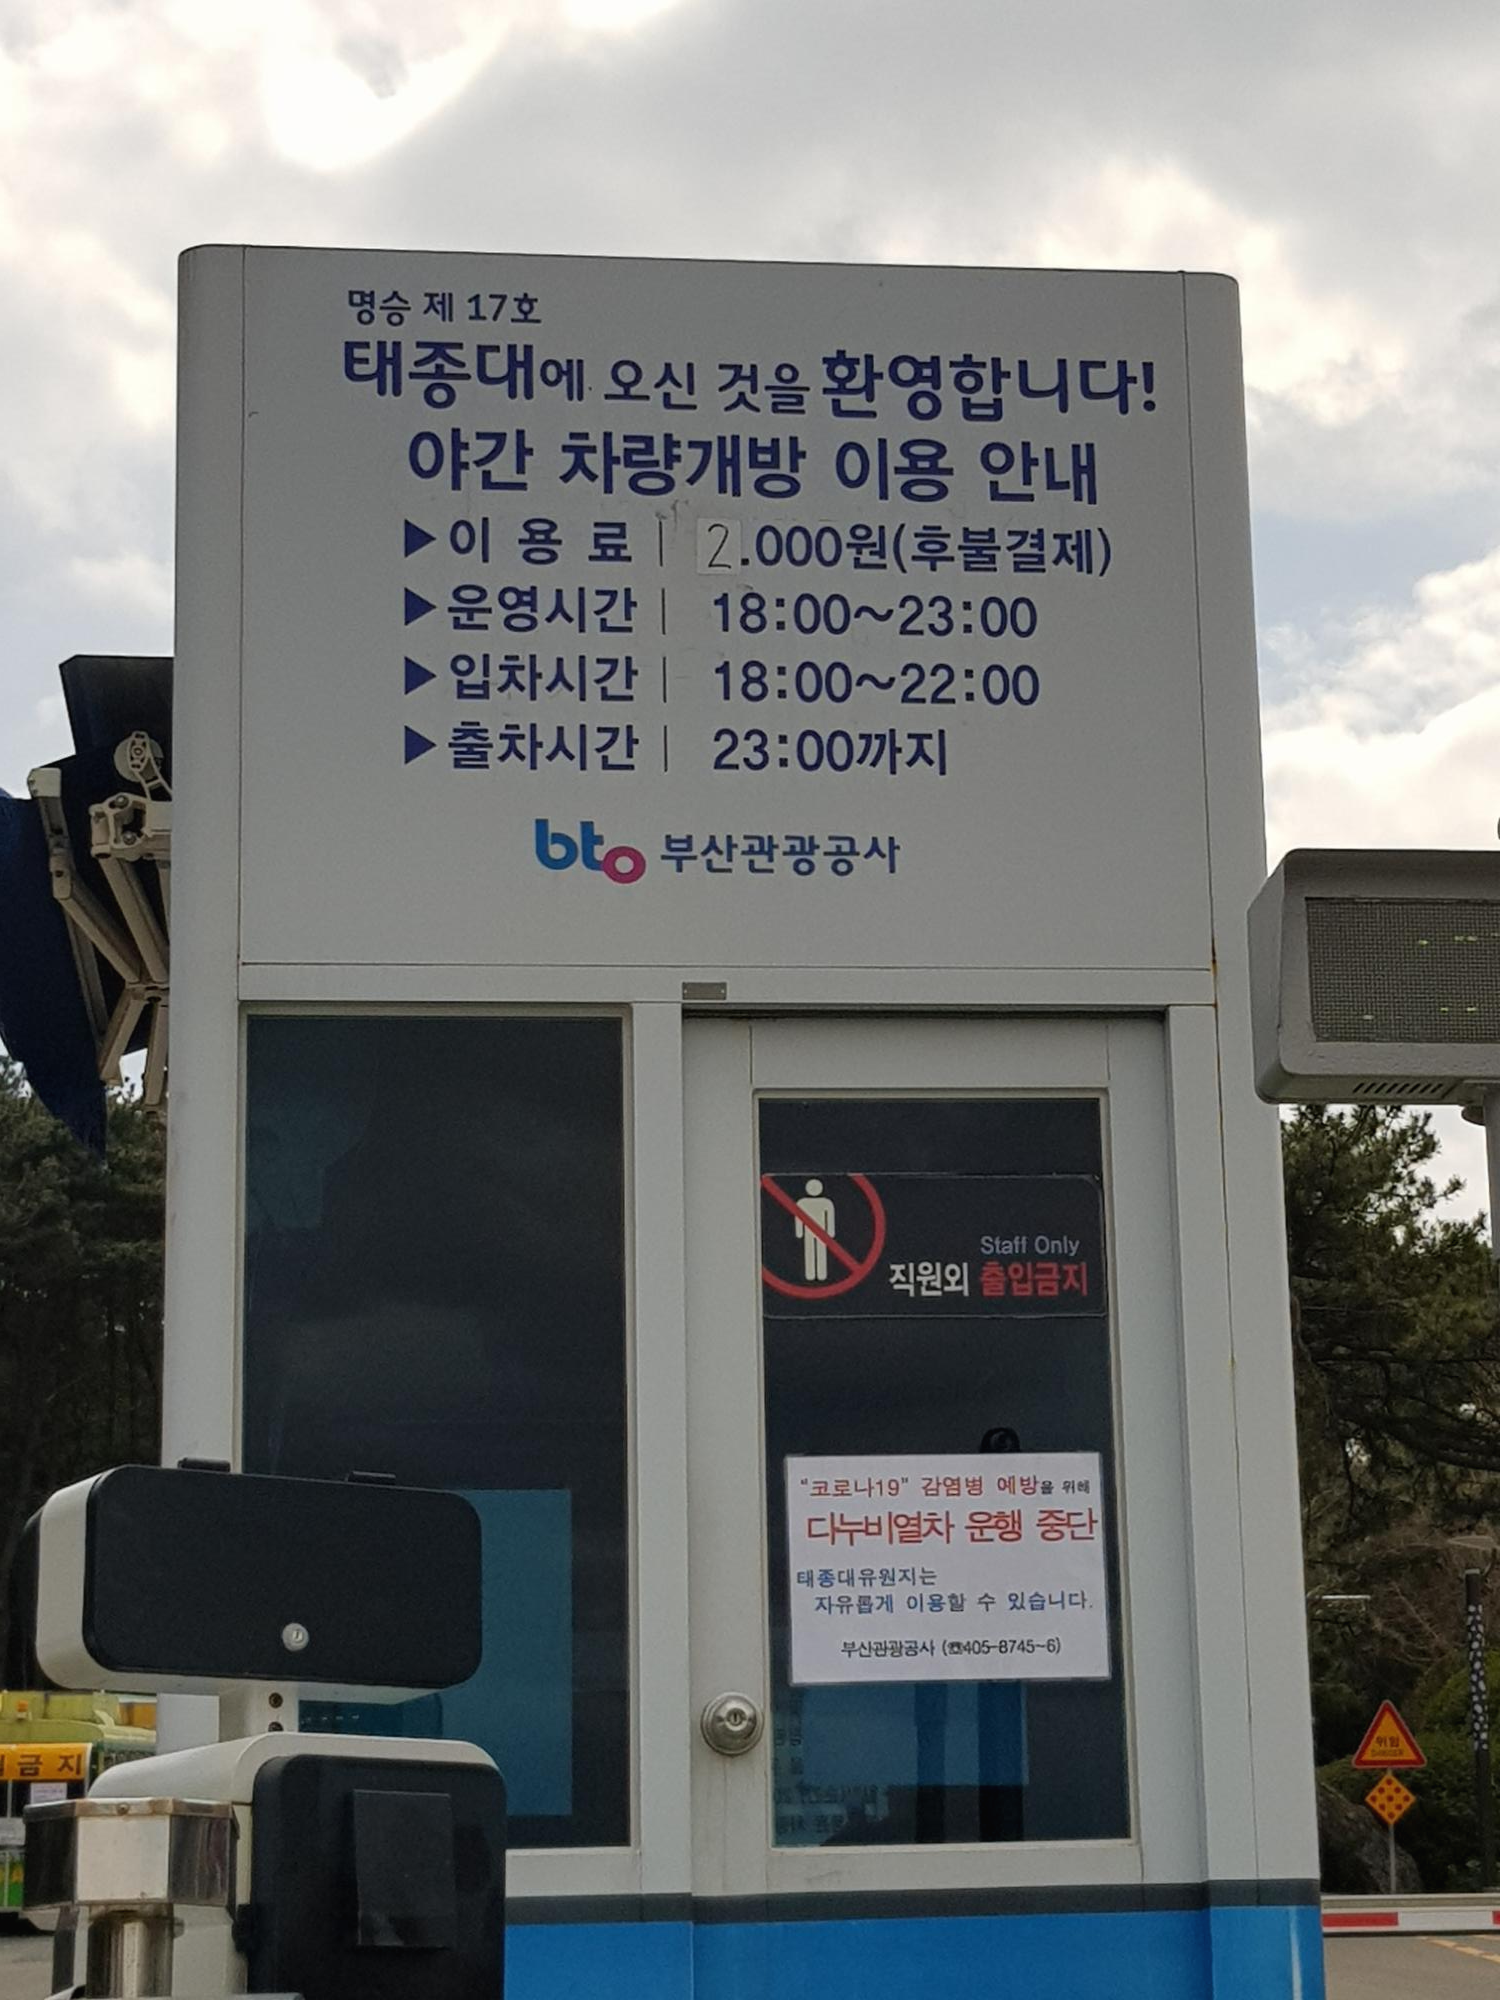 명승 제 17호
태종대에 오신 것을 환영합니다!
야간 차량개방 이용 안내
▶이 용 료 | 2.000원(후불결제)
▶운영시간 | 18:00~23:00
▶입차시간 | 18:00~22:00
▶출차시간 | 23:00까지
bto 부산관광공사
Staff Only
직원외 출입금지
"코로나19" 감염병 예방을 위해
다누비열차 운행 중단
태종대유원지는
자유롭게 이용할 수 있습니다.
부산관광공사 (☎405-8745~6)
금 지
위험
DANGER